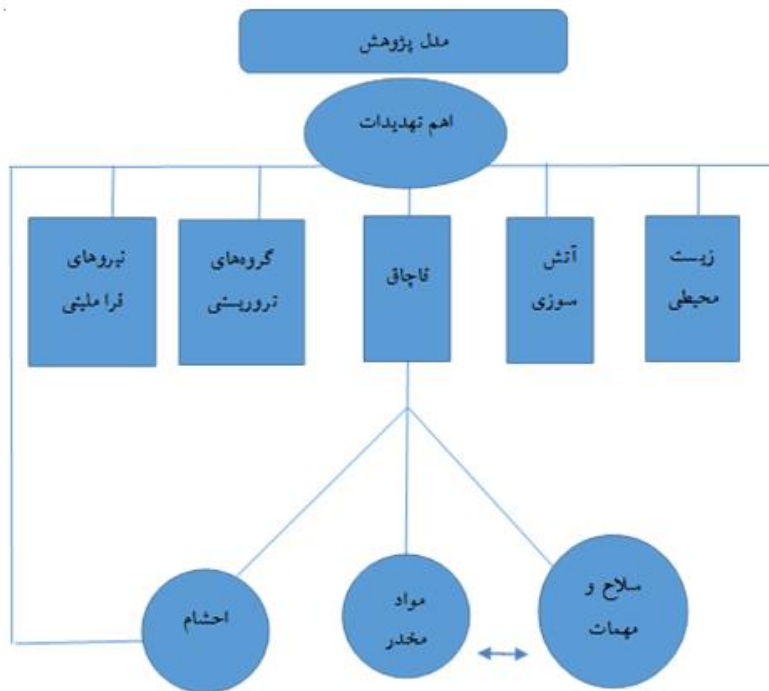 مدل پژوهش
اهم تهدیدات
زیست
محیطی
آتش
سوزی
قاچاق
گروه‌های
تروریستی
نیروهای
فرا ملیتی
سلاح و
مهمات
مواد
مخدر
احشام